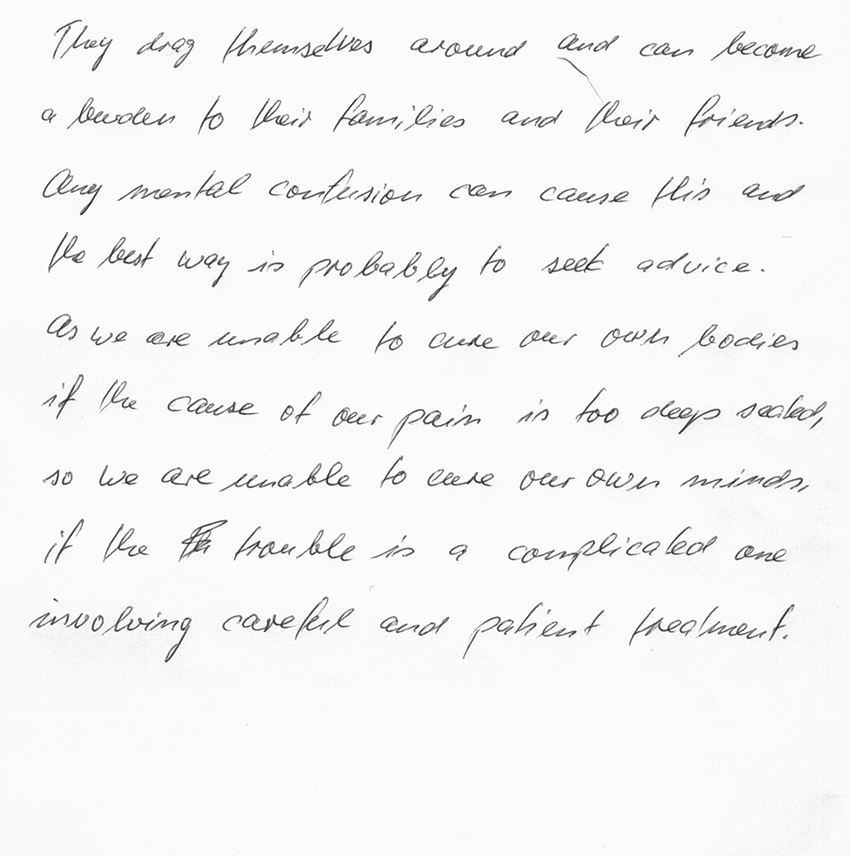 They drag themselves around and can become
a burden to their families and their friends.
Any mental confusion can cause this and
the best way is probably to seek advice.
As we are unable to cure our own bodies
if the cause of our pain is too deep seated,
so we are unable to cure our own minds,
if the trouble is a complicated one
involving careful and patient treatment.